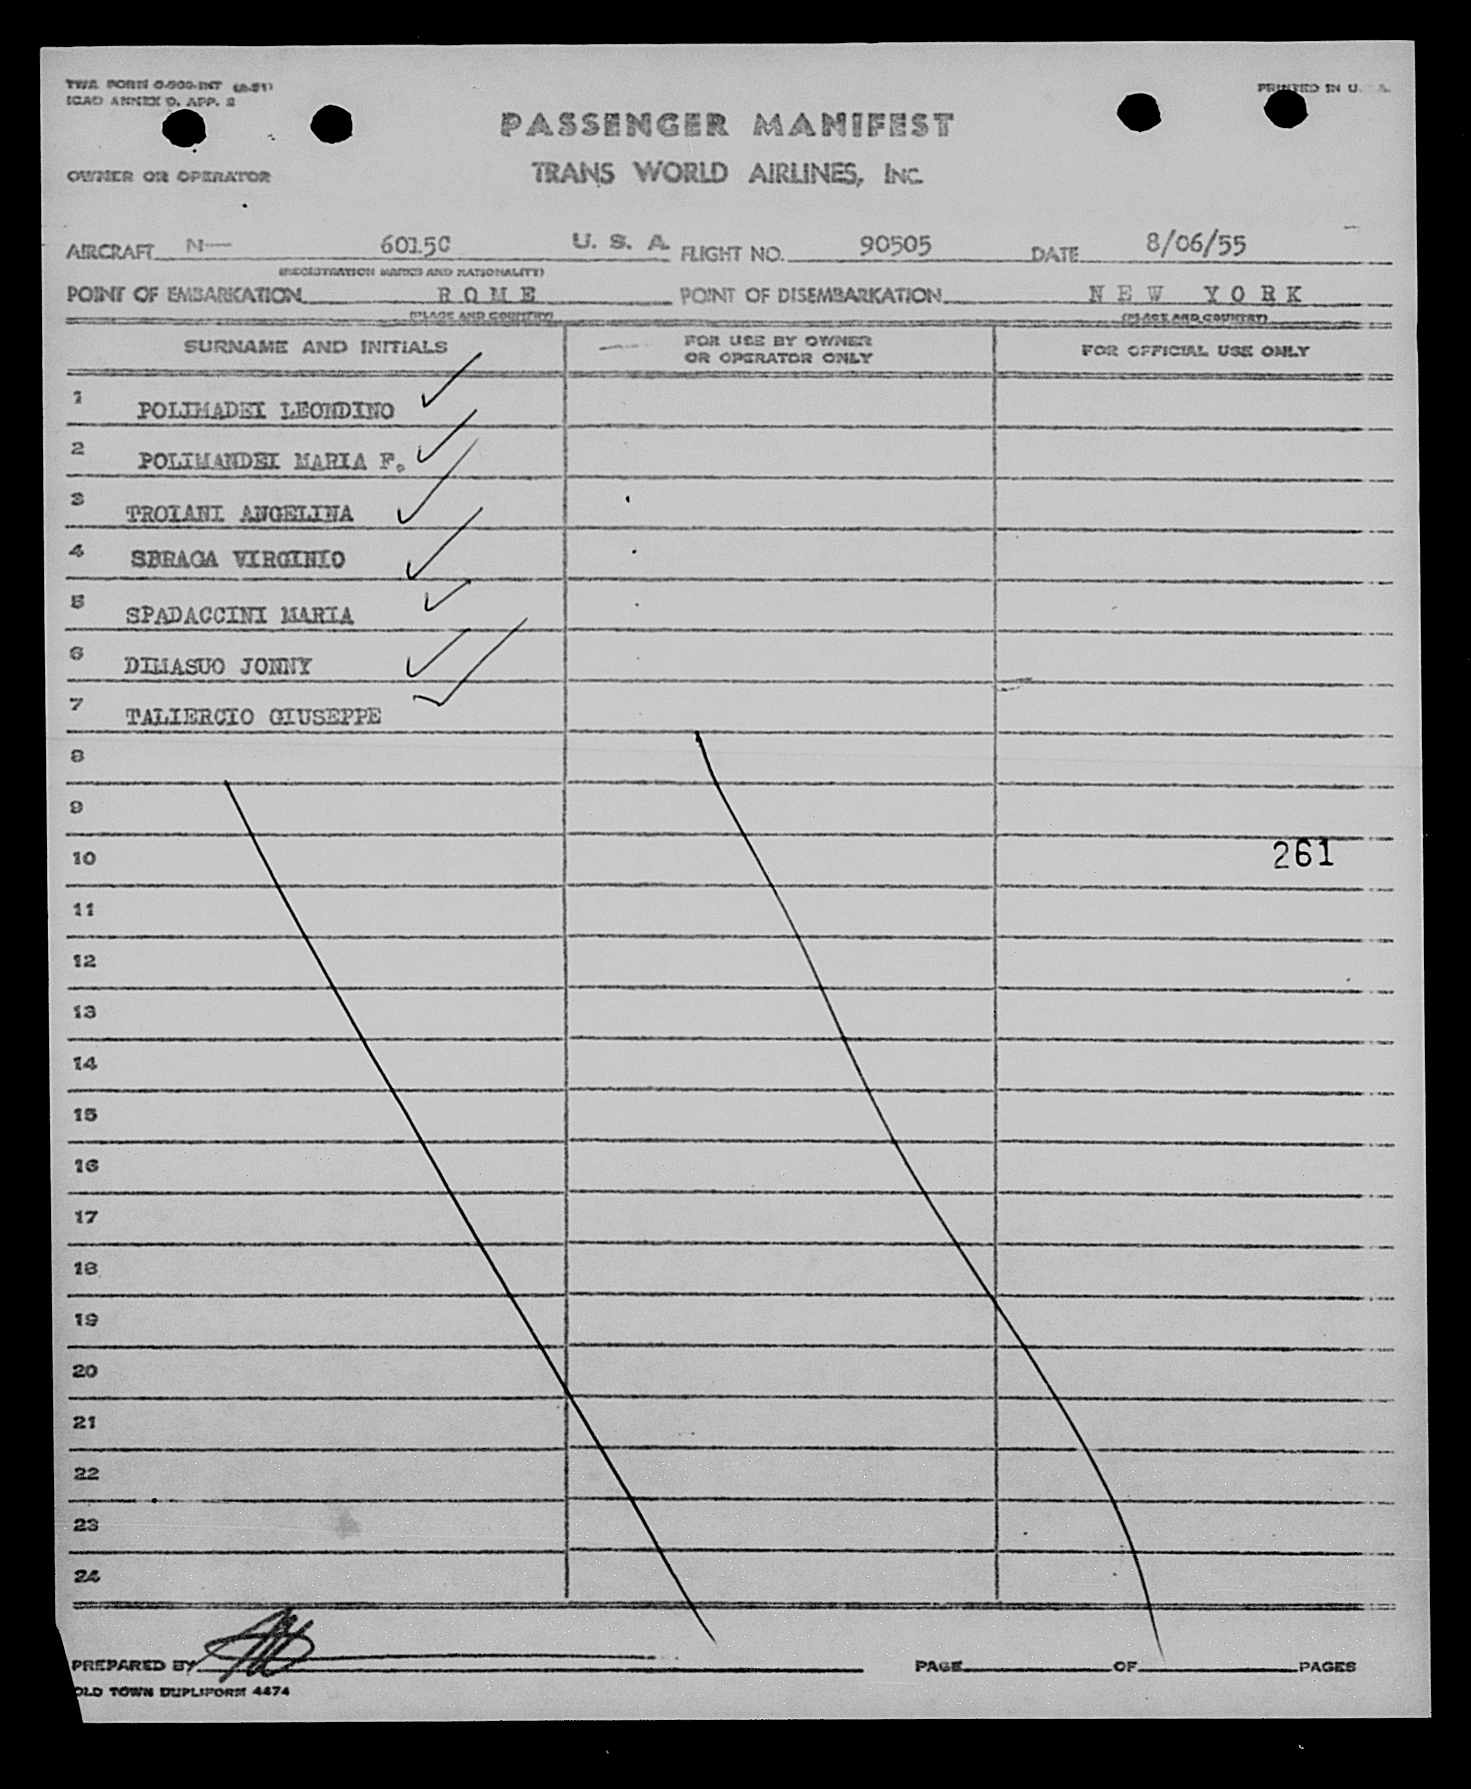 TWA FORM O-900-INT (6-51)
ICAO ANNEX 9, APP. 2
PRINTED IN U. S. A.
PASSENGER MANIFEST
OWNER OR OPERATOR TRANS WORLD AIRLINES, INC.
AIRCRAFT N— 6015C U. S. A. FLIGHT NO. 90505 DATE 8/06/55
(REGISTRATION MARKS AND NATIONALITY)
POINT OF EMBARKATION ROME POINT OF DISEMBARKATION NEW YORK
(PLACE AND COUNTRY) (PLACE AND COUNTRY)
SURNAME AND INITIALS FOR USE BY OWNER OR OPERATOR ONLY FOR OFFICIAL USE ONLY
1 POLIMADEI LEONDINO
2 POLIMANDEI MARIA F.
3 TROIANI ANGELINA
4 SBRAGA VIRGINIO
5 SPADACCINI MARIA
6 DIMASUO JONNY
7 TALIERCIO GIUSEPPE
8
9
10 261
11
12
13
14
15
16
17
18
19
20
21
22
23
24
PREPARED BY PAGE OF PAGES
OLD TOWN DUPLIFORM 4474